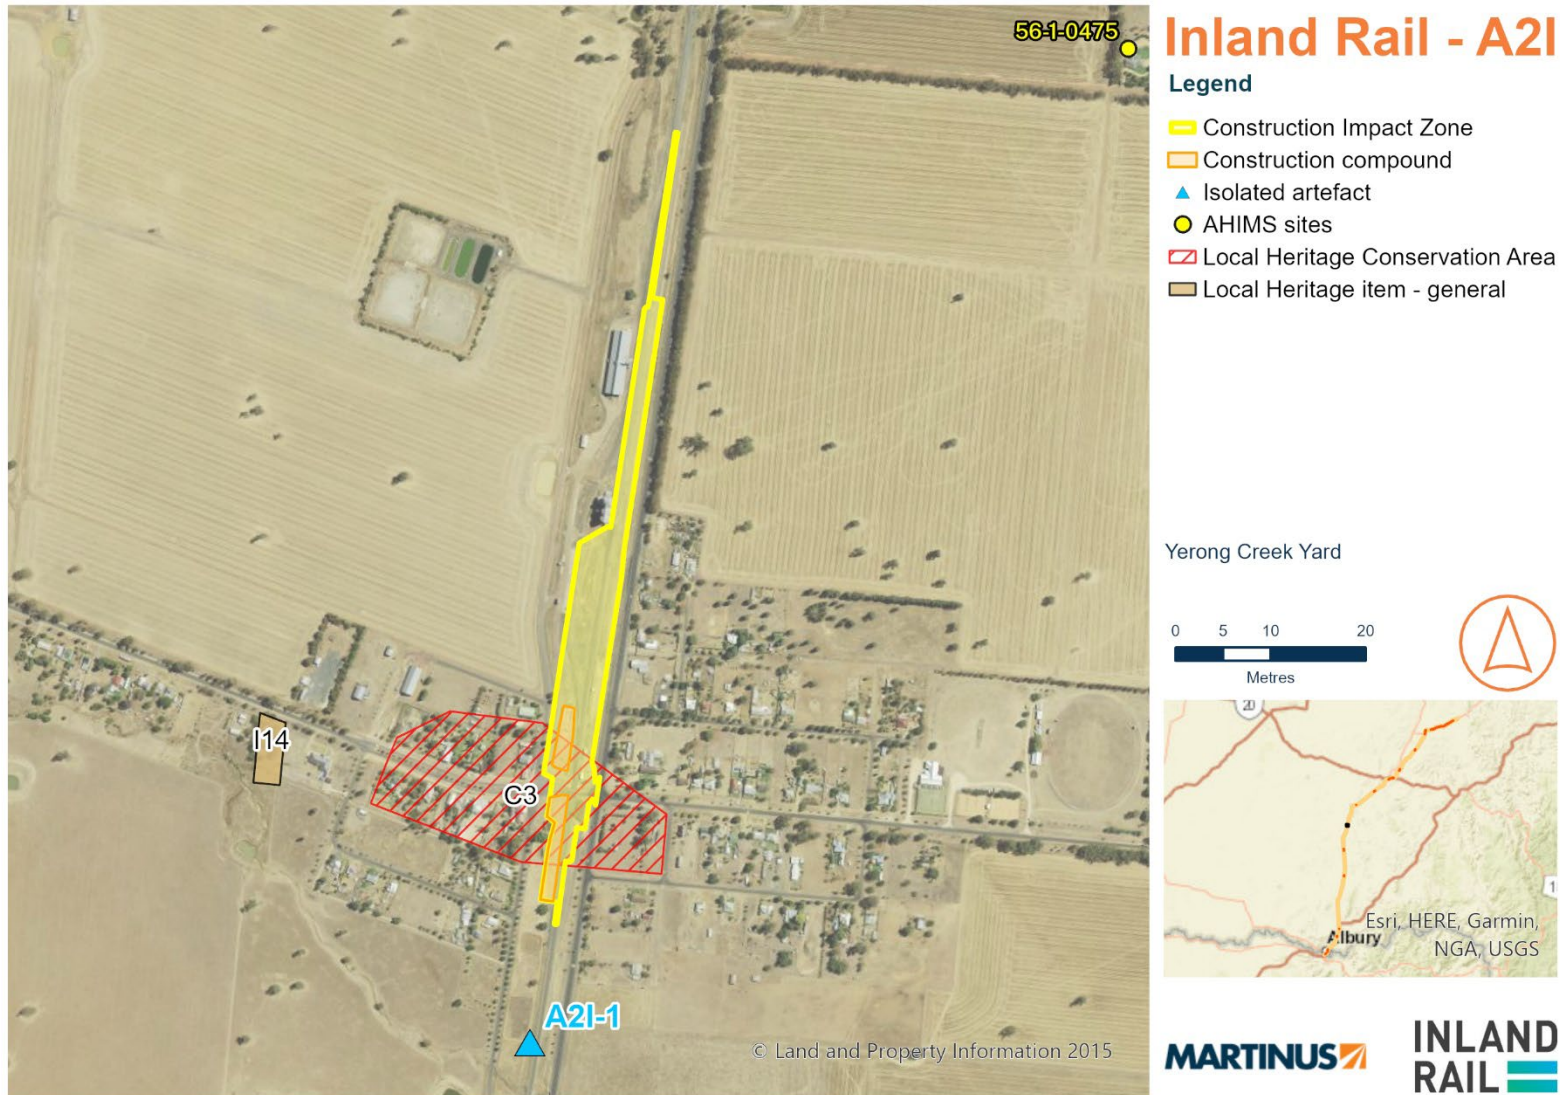 56-1-0475
I14
C3
A2I-1
© Land and Property Information 2015
Inland Rail - A2I
Legend
Construction Impact Zone
Construction compound
Isolated artefact
AHIMS sites
Local Heritage Conservation Area
Local Heritage item - general
Yerong Creek Yard
0 5 10 20
Metres
20
1
Albury
Esri, HERE, Garmin,
NGA, USGS
MARTINUS
INLAND
RAIL